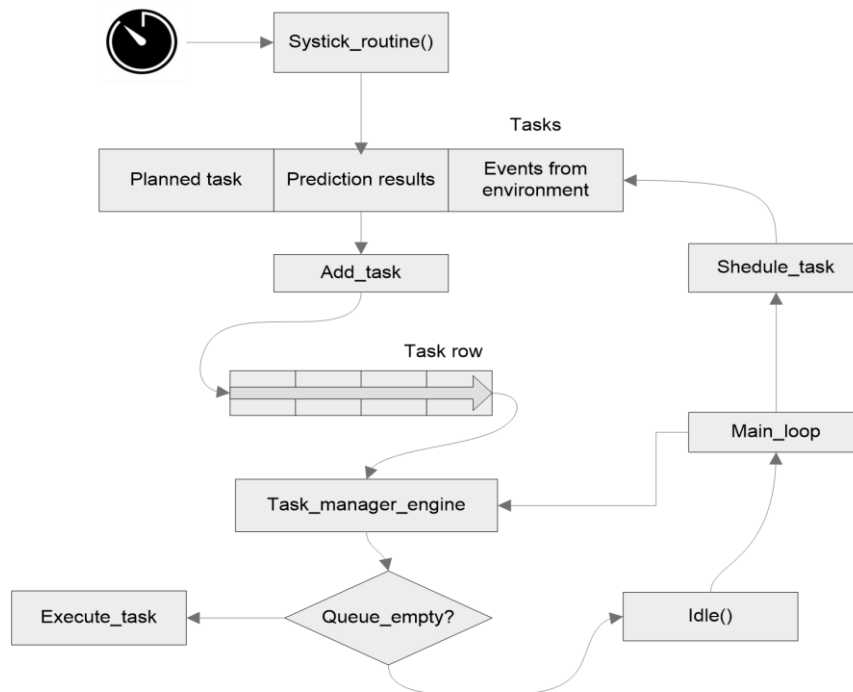 Systick_routine()
Tasks
Planned task
Prediction results
Events from
environment
Add_task
Shedule_task
Task row
Main_loop
Task_manager_engine
Execute_task
Queue_empty?
Idle()